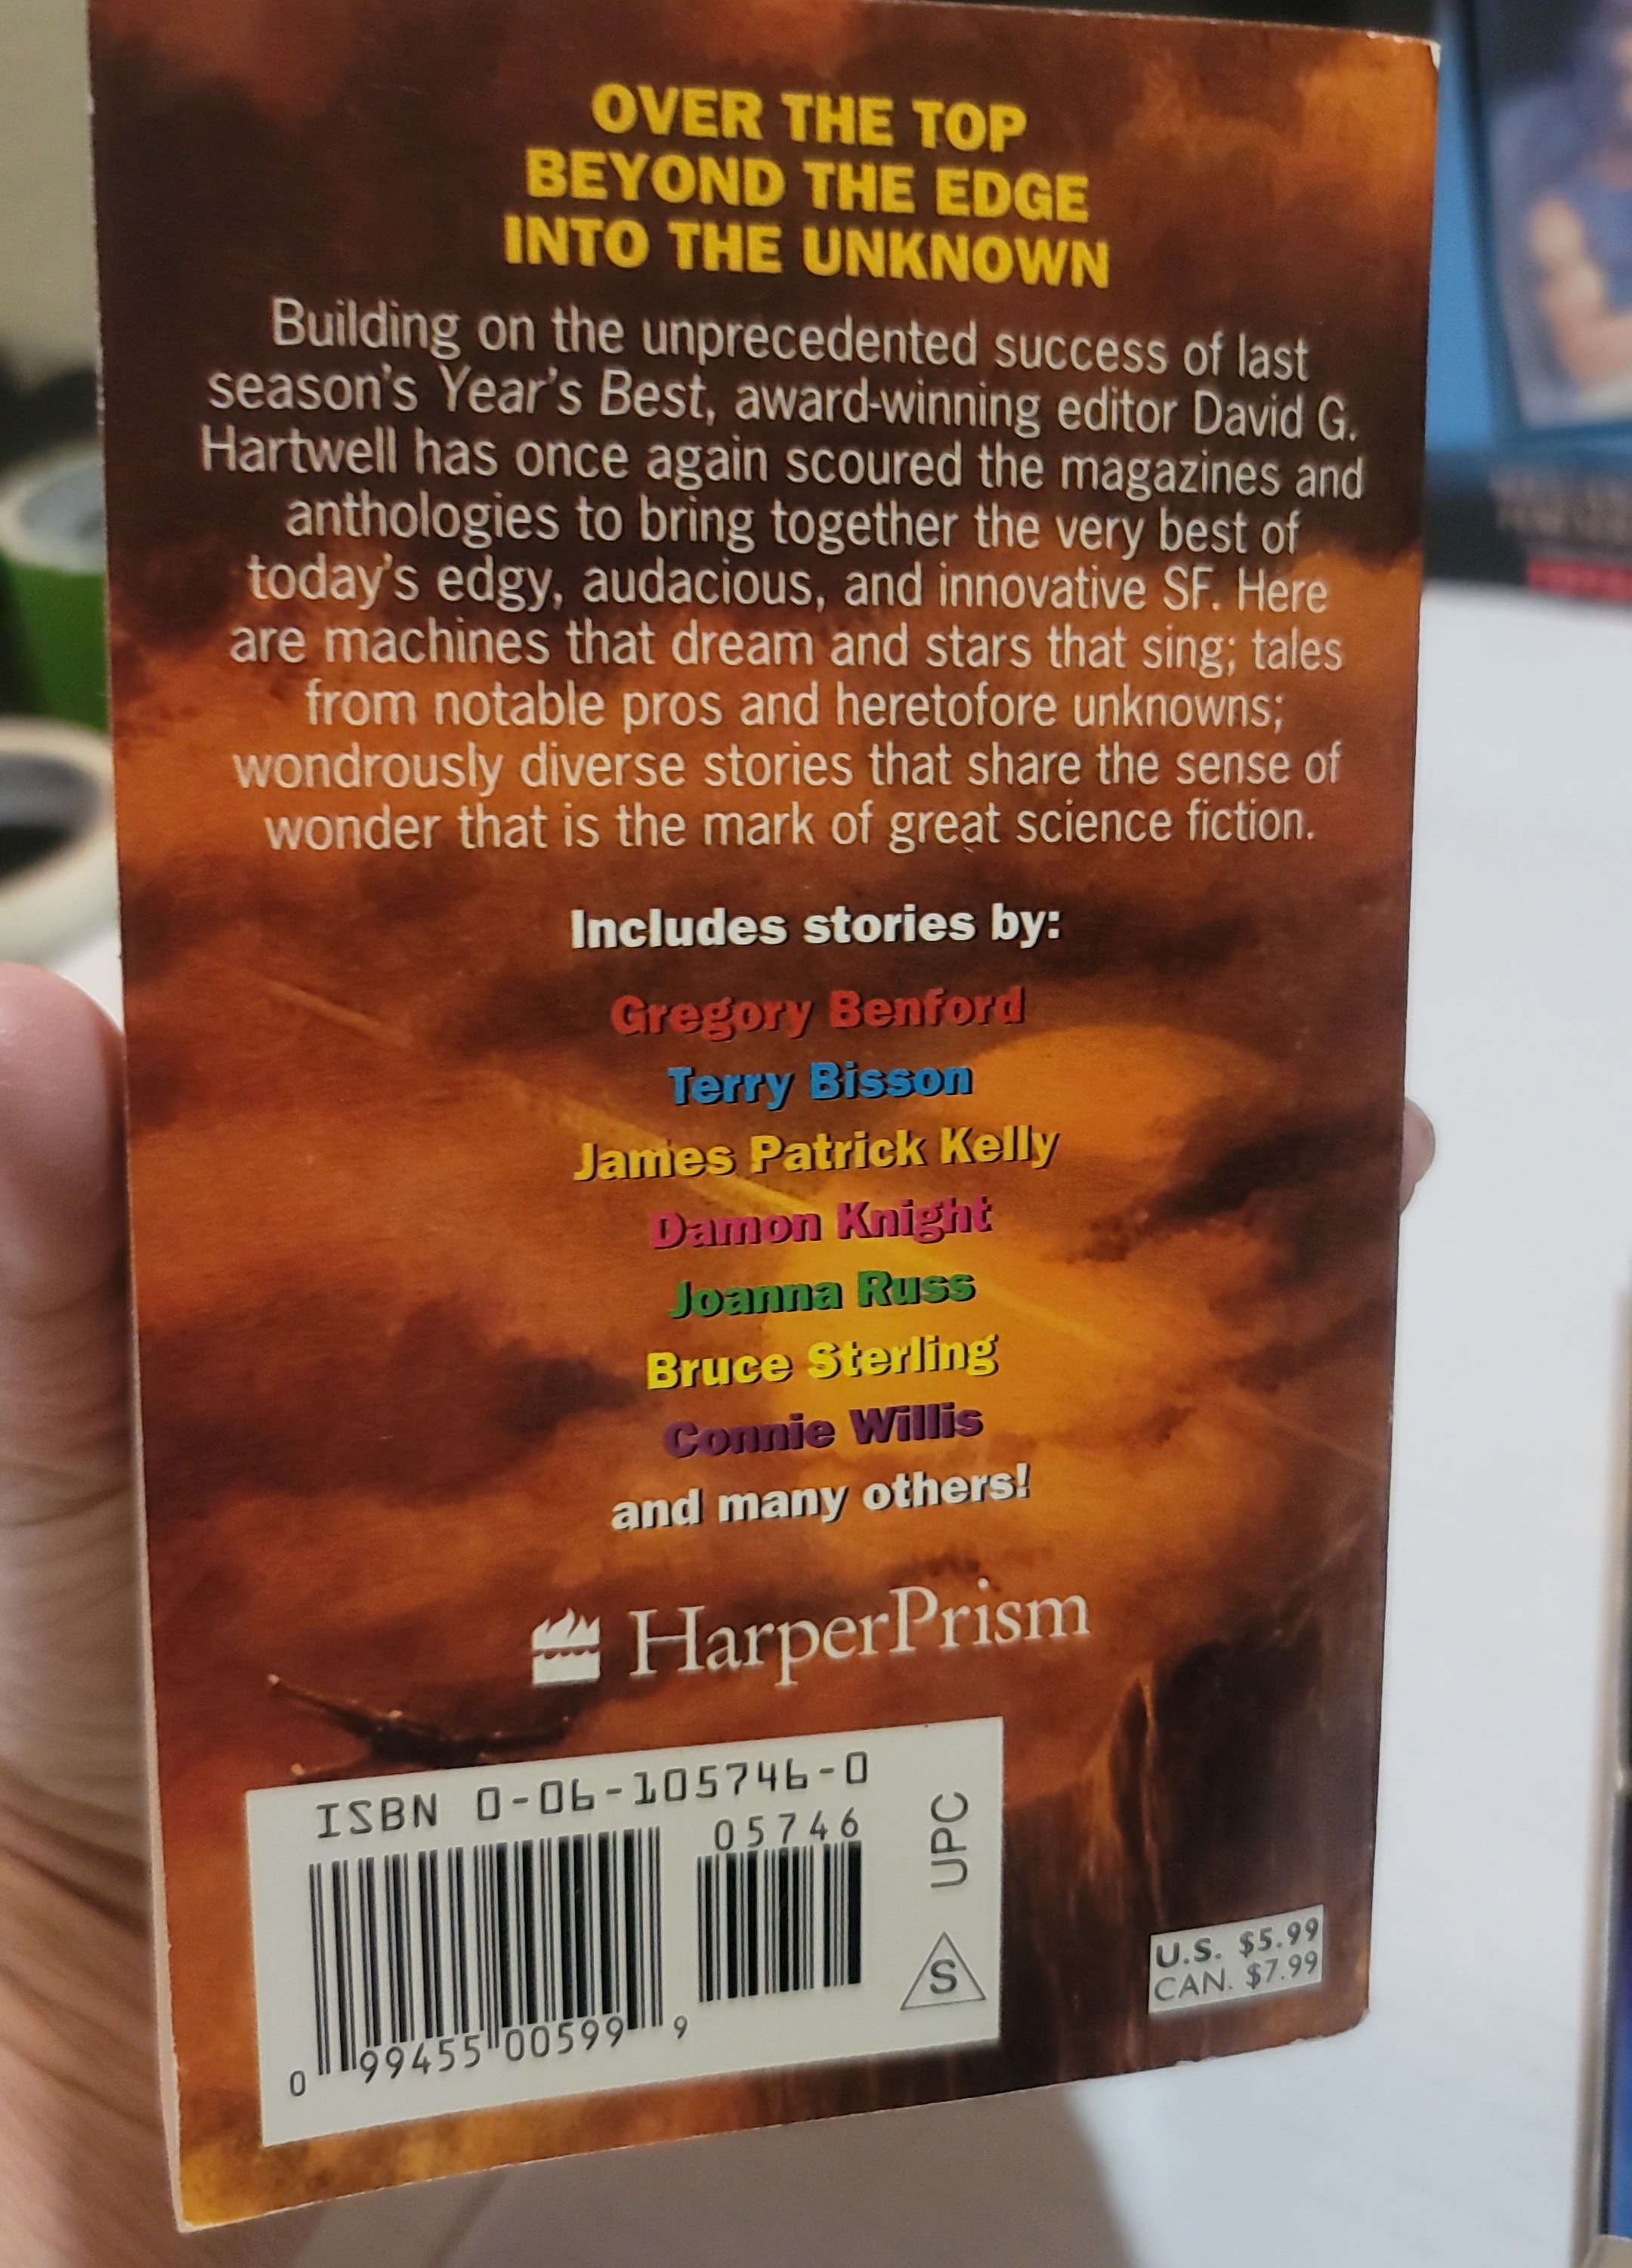 OVER THE TOP
BEYOND THE EDGE
INTO THE UNKNOWN
Building on the unprecedented success of last
season's Year's Best, award-winning editor David G.
Hartwell has once again scoured the magazines and
anthologies to bring together the very best of
today's edgy, audacious, and innovative SF. Here
are machines that dream and stars that sing; tales
from notable pros and heretofore unknowns;
wondrously diverse stories that share the sense of
wonder that is the mark of great science fiction.
Includes stories by:
Gregory Benford
Terry Bisson
James Patrick Kelly
Damon Knight
Joanna Russ
Bruce Sterling
Connie Willis
and many others!
HarperPrism
ISBN 0-06-105746-0
05746
UPC
S
0 99455 00599 9
U.S. $5.99
CAN. $7.99